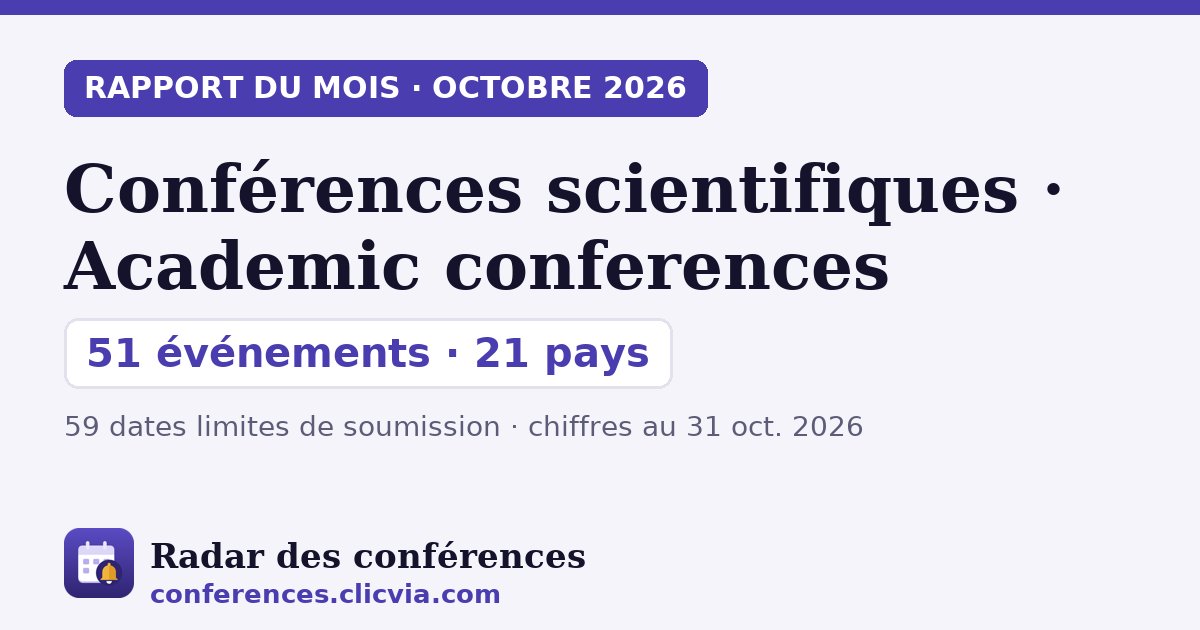 RAPPORT DU MOIS · OCTOBRE 2026
Conférences scientifiques ·
Academic conferences
51 événements · 21 pays
59 dates limites de soumission · chiffres au 31 oct. 2026
Radar des conférences
conferences.clicvia.com